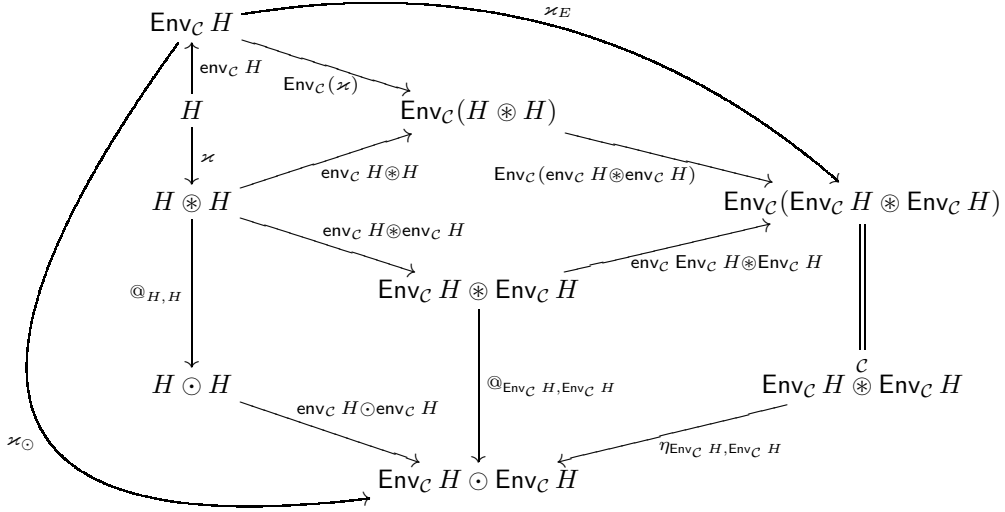 ϰ_E
Env_𝒞 H
env_𝒞 H
Env_𝒞(ϰ)
H
Env_𝒞(H ⊛ H)
ϰ
env_𝒞 H⊛H
Env_𝒞(env_𝒞 H⊛env_𝒞 H)
H ⊛ H
Env_𝒞(Env_𝒞 H ⊛ Env_𝒞 H)
env_𝒞 H⊛env_𝒞 H
env_𝒞 Env_𝒞 H⊛Env_𝒞 H
Env_𝒞 H ⊛ Env_𝒞 H
@_{H,H}
𝒞
H ⊙ H
@_{Env_𝒞 H,Env_𝒞 H}
Env_𝒞 H ⊛ Env_𝒞 H
env_𝒞 H⊙env_𝒞 H
ϰ_⊙
η_{Env_𝒞 H,Env_𝒞 H}
Env_𝒞 H ⊙ Env_𝒞 H